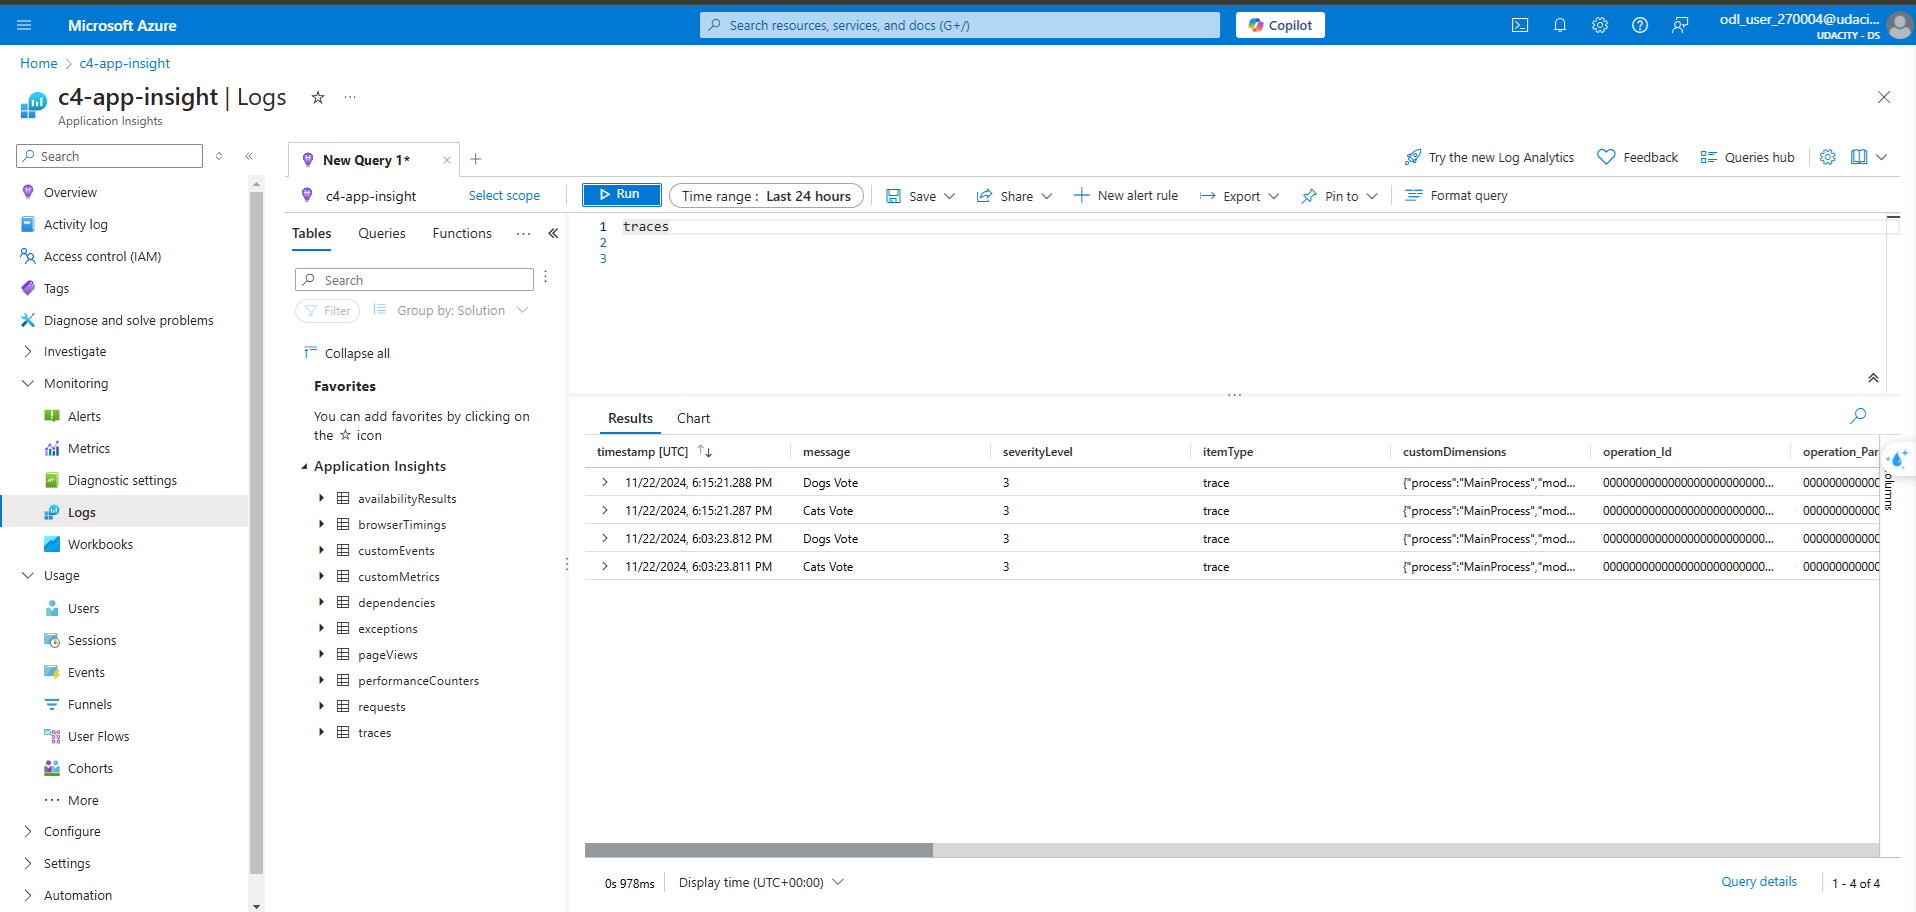 Microsoft Azure
Search resources, services, and docs (G+/)
Copilot
odl_user_270004@udaci...
UDACITY - DS
Home > c4-app-insight
c4-app-insight | Logs
Application Insights
Search
Overview
Activity log
Access control (IAM)
Tags
Diagnose and solve problems
Investigate
Monitoring
Alerts
Metrics
Diagnostic settings
Logs
Workbooks
Usage
Users
Sessions
Events
Funnels
User Flows
Cohorts
More
Configure
Settings
Automation
New Query 1*
Try the new Log Analytics
Feedback
Queries hub
c4-app-insight
Select scope
Run
Time range : Last 24 hours
Save
Share
New alert rule
Export
Pin to
Format query
Tables
Queries
Functions
Search
Filter
Group by: Solution
Collapse all
Favorites
You can add favorites by clicking on
the ☆ icon
Application Insights
availabilityResults
browserTimings
customEvents
customMetrics
dependencies
exceptions
pageViews
performanceCounters
requests
traces
1 traces
2
3
Results
Chart
timestamp [UTC] message severityLevel itemType customDimensions operation_Id operation_Par
11/22/2024, 6:15:21.288 PM Dogs Vote 3 trace {"process":"MainProcess","mod... 00000000000000000000000000... 000000000000
11/22/2024, 6:15:21.287 PM Cats Vote 3 trace {"process":"MainProcess","mod... 00000000000000000000000000... 000000000000
11/22/2024, 6:03:23.812 PM Dogs Vote 3 trace {"process":"MainProcess","mod... 00000000000000000000000000... 000000000000
11/22/2024, 6:03:23.811 PM Cats Vote 3 trace {"process":"MainProcess","mod... 00000000000000000000000000... 000000000000
0s 978ms
Display time (UTC+00:00)
Query details
1 - 4 of 4